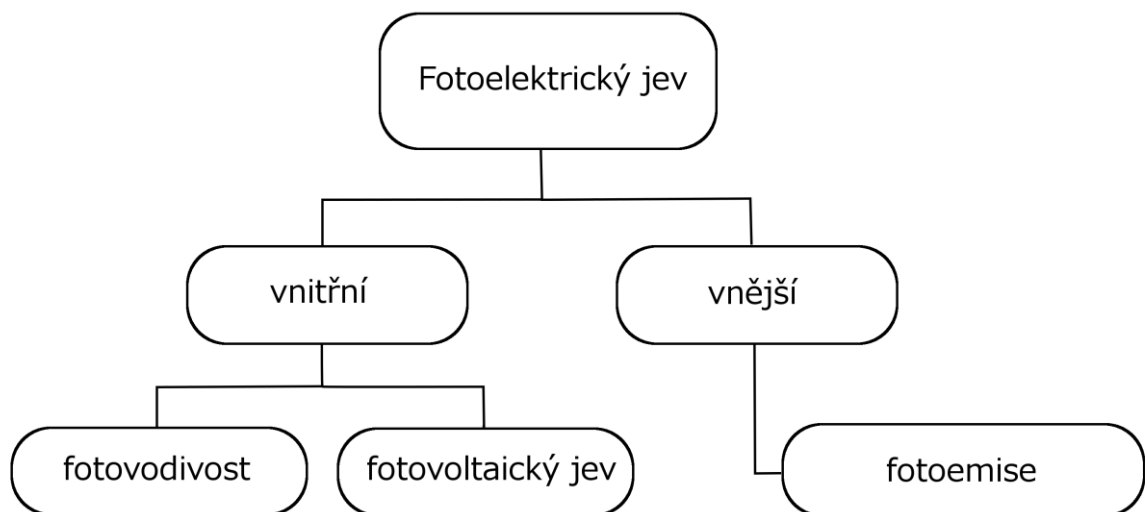 Fotoelektrický jev
vnitřní
vnější
fotovodivost
fotovoltaický jev
fotoemise